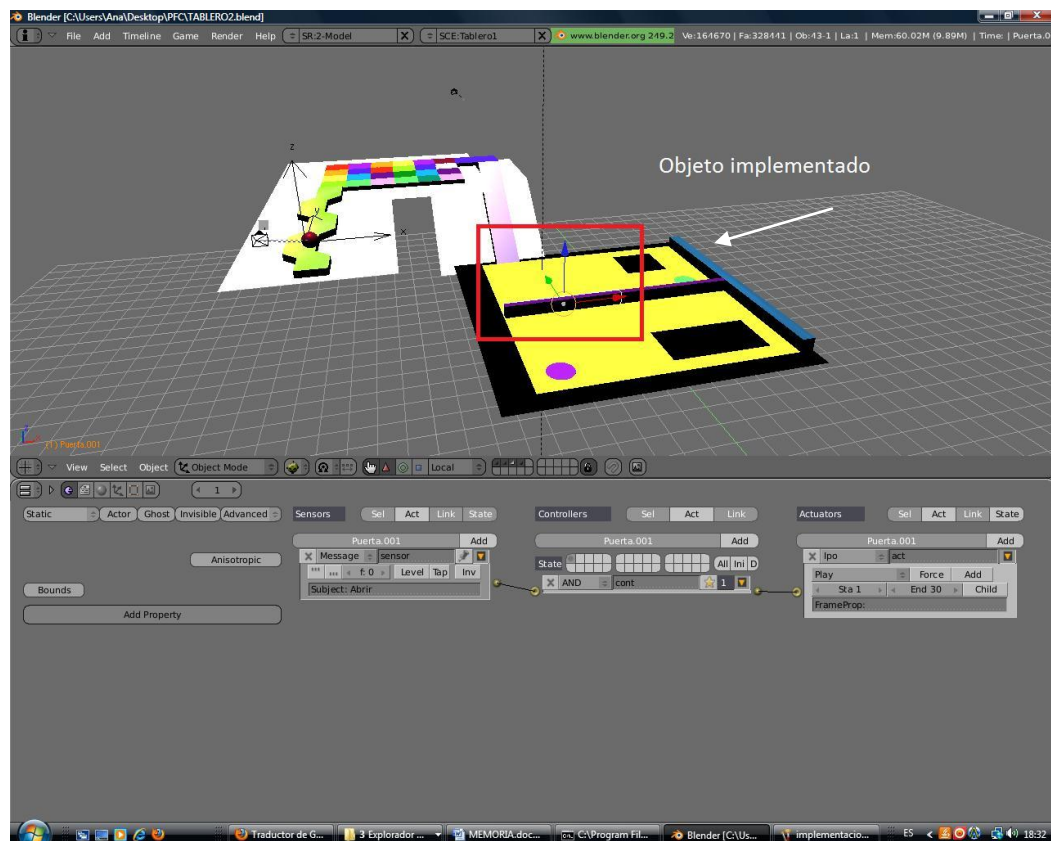 Blender [C:\Users\Ana\Desktop\PFC\TABLERO2.blend]
File Add Timeline Game Render Help SR:2-Model X SCE:Tablero1 X www.blender.org 249.2 Ve:164670 | Fa:328441 | Ob:43-1 | La:1 | Mem:60.02M (9.89M) | Time: | Puerta.0
Objeto implementado
z
y
x
z
(1) Puerta.001
View Select Object Object Mode Local
1
Static Actor Ghost Invisible Advanced Sensors Sel Act Link State Controllers Sel Act Link Actuators Sel Act Link State
Puerta.001 Add Puerta.001 Add Puerta.001 Add
Anisotropic X Message sensor State All Ini D X Ipo act
f: 0 Level Tap Inv X AND cont 1 Play Force Add
Bounds Subject: Abrir Sta 1 End 30 Child
Add Property FrameProp:
Traductor de G... 3 Explorador ... MEMORIA.doc... C:\Program Fil... Blender [C:\Us... implementacio... ES 18:32